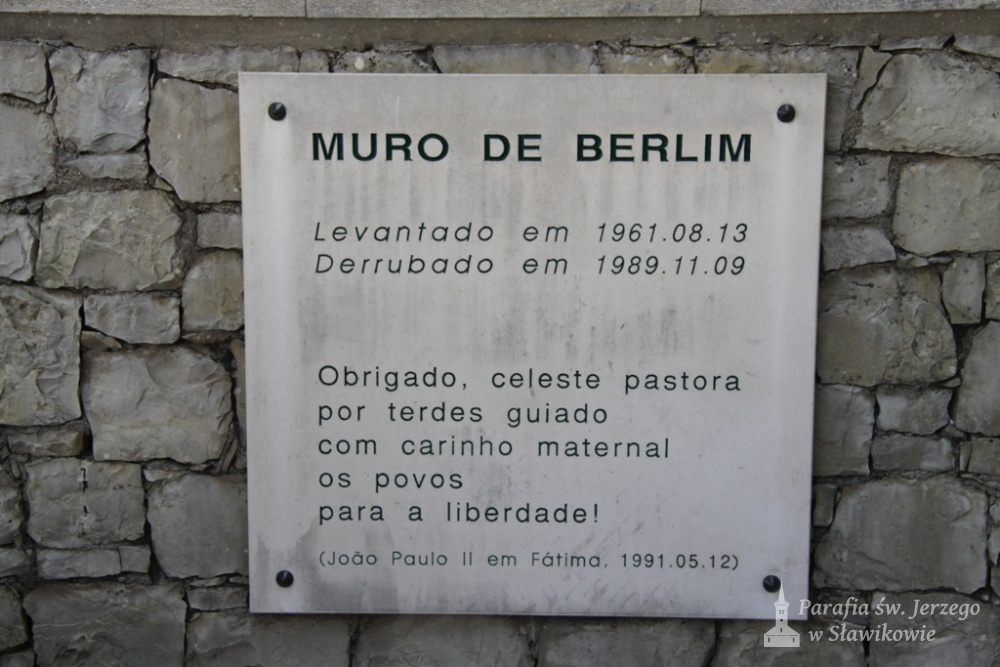 MURO DE BERLIM
Levantado em 1961.08.13
Derrubado em 1989.11.09
Obrigado, celeste pastora
por terdes guiado
com carinho maternal
os povos
para a liberdade!
(João Paulo II em Fátima, 1991.05.12)
Parafia św. Jerzego
w Sławikowie